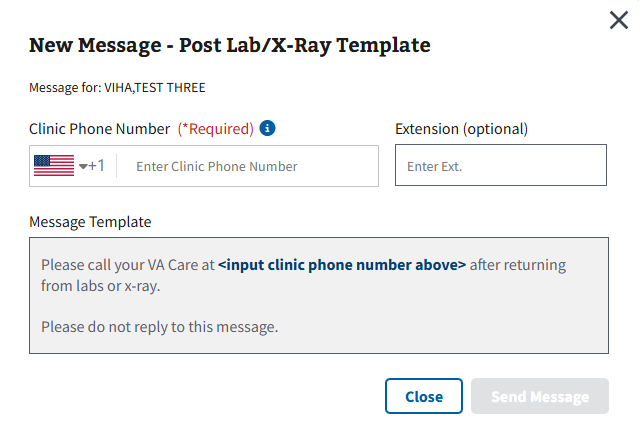 New Message - Post Lab/X-Ray Template
Message for: VIHA,TEST THREE
Clinic Phone Number (*Required)
Extension (optional)
+1 Enter Clinic Phone Number
Enter Ext.
Message Template
Please call your VA Care at <input clinic phone number above> after returning
from labs or x-ray.
Please do not reply to this message.
Close
Send Message